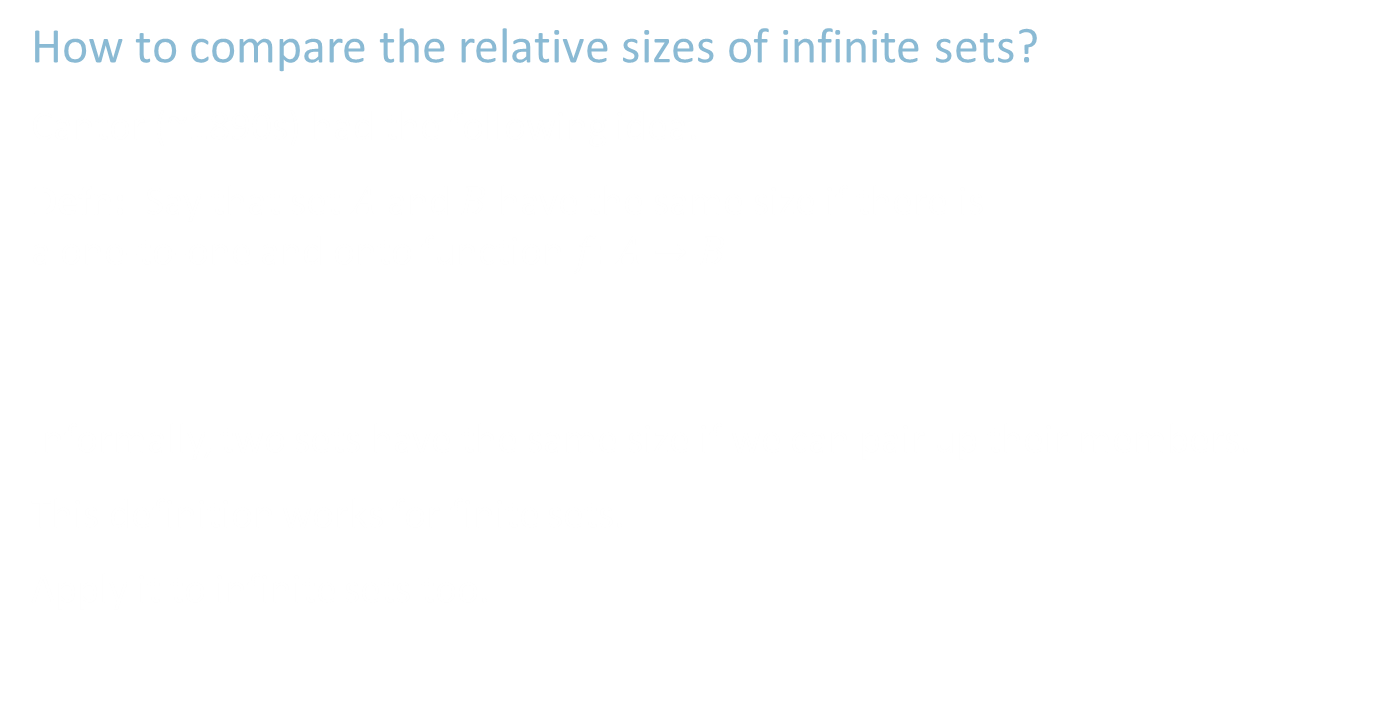 How to compare the relative sizes of infinite sets?